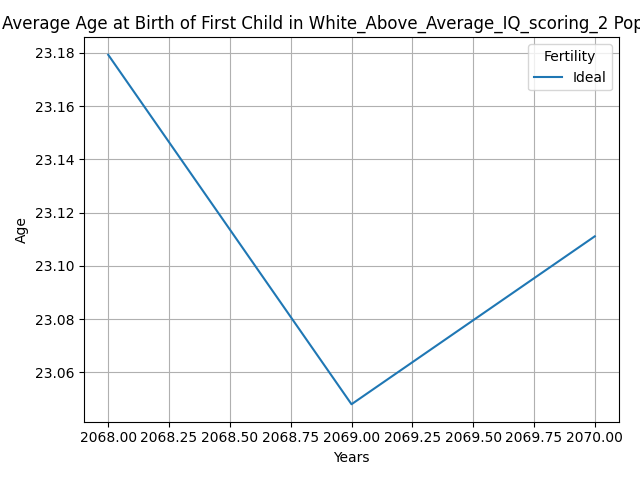 Average Age at Birth of First Child in White_Above_Average_IQ_scoring_2 Pop
23.18
23.16
23.14
23.12
23.10
23.08
23.06
Age
Fertility
Ideal
2068.00 2068.25 2068.50 2068.75 2069.00 2069.25 2069.50 2069.75 2070.00
Years